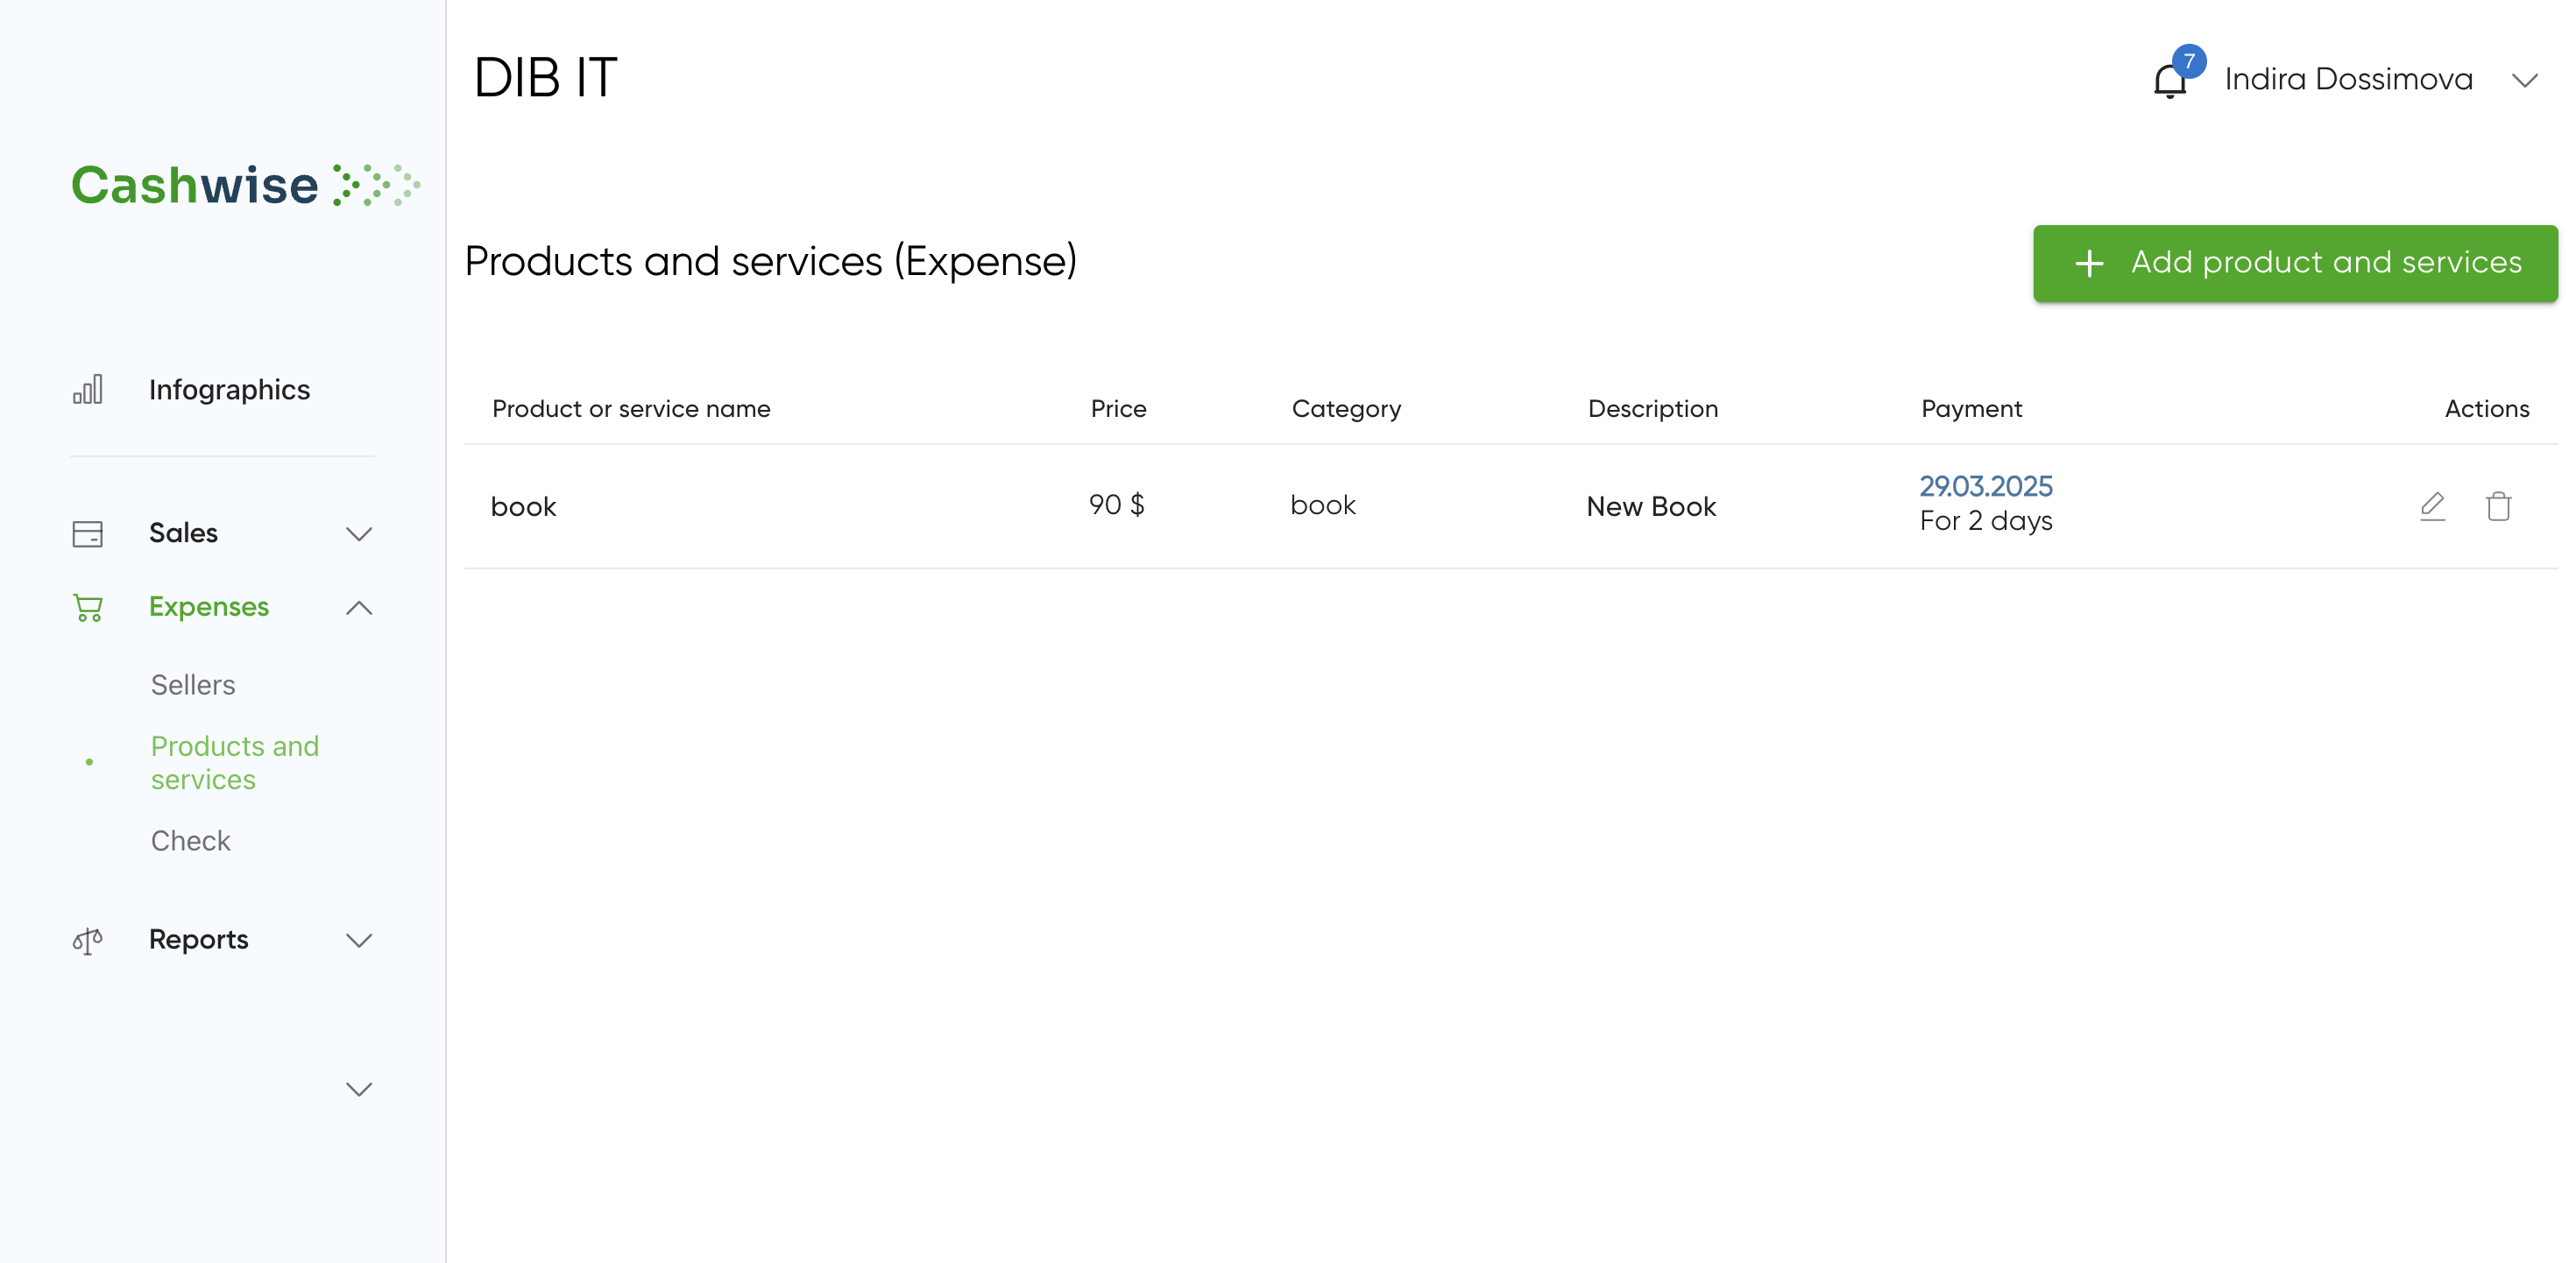 DIB IT
7
Indira Dossimova
Cashwise
Products and services (Expense)
+ Add product and services
Infographics
Sales
Expenses
Sellers
Products and
services
Check
Reports
Product or service name Price Category Description Payment Actions
book 90 $ book New Book 29.03.2025
For 2 days